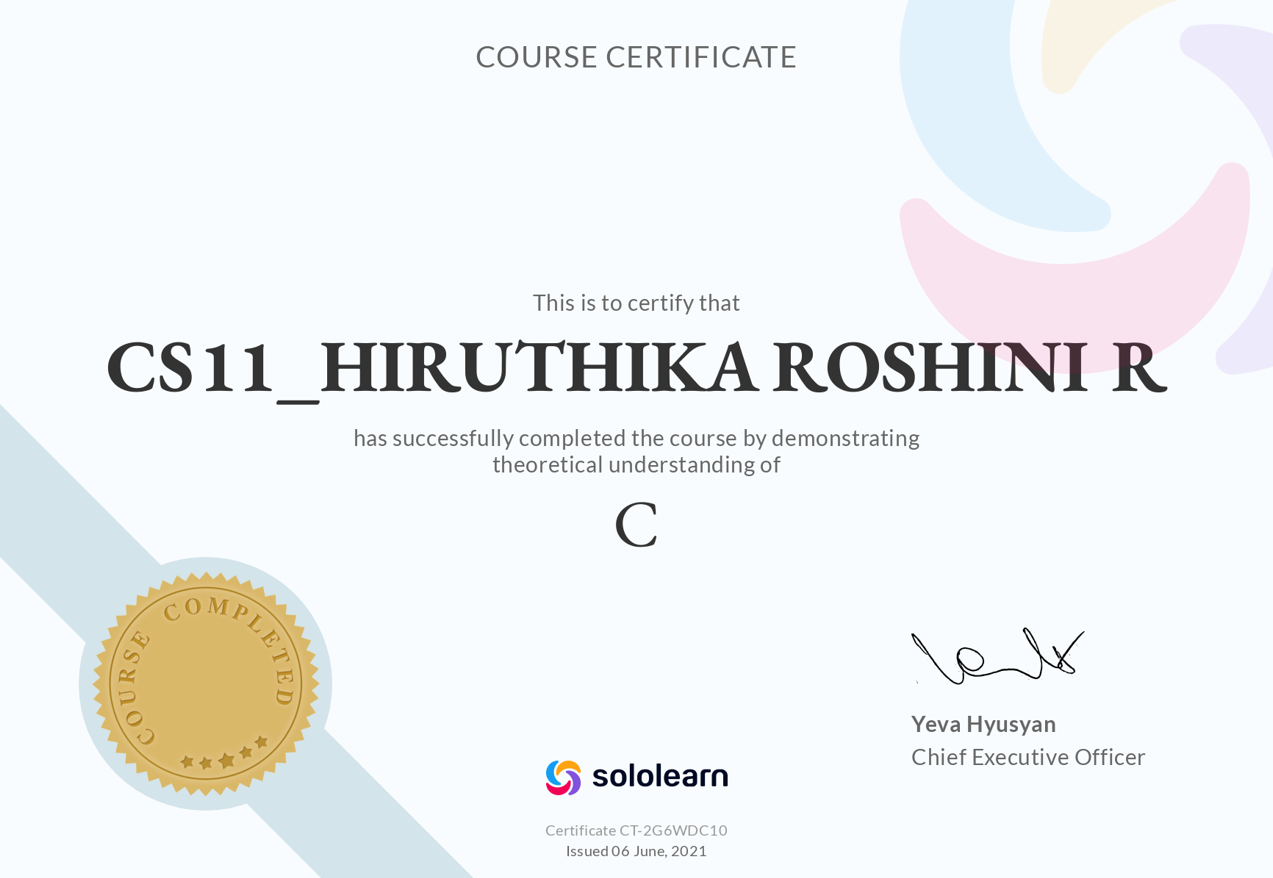 COURSE CERTIFICATE
This is to certify that
CS11_HIRUTHIKA ROSHINI R
has successfully completed the course by demonstrating
theoretical understanding of
C
COURSE COMPLETED
Yeva Hyusyan
Chief Executive Officer
sololearn
Certificate CT-2G6WDC10
Issued 06 June, 2021